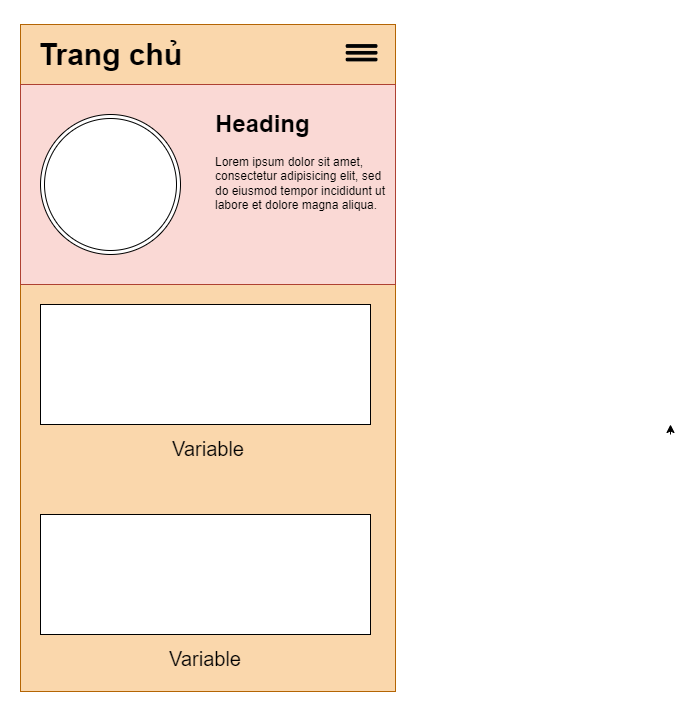 Trang chủ
Heading
Lorem ipsum dolor sit amet,
consectetur adipisicing elit, sed
do eiusmod tempor incididunt ut
labore et dolore magna aliqua.
Variable
Variable